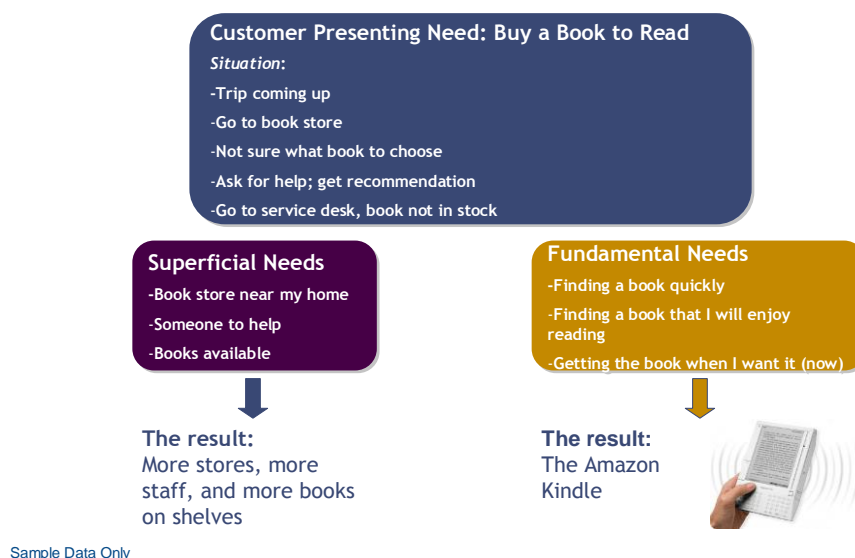 Customer Presenting Need: Buy a Book to Read
Situation:
-Trip coming up
-Go to book store
-Not sure what book to choose
-Ask for help; get recommendation
-Go to service desk, book not in stock
Superficial Needs
-Book store near my home
-Someone to help
-Books available
Fundamental Needs
-Finding a book quickly
-Finding a book that I will enjoy
reading
-Getting the book when I want it (now)
The result:
More stores, more
staff, and more books
on shelves
The result:
The Amazon
Kindle
Sample Data Only